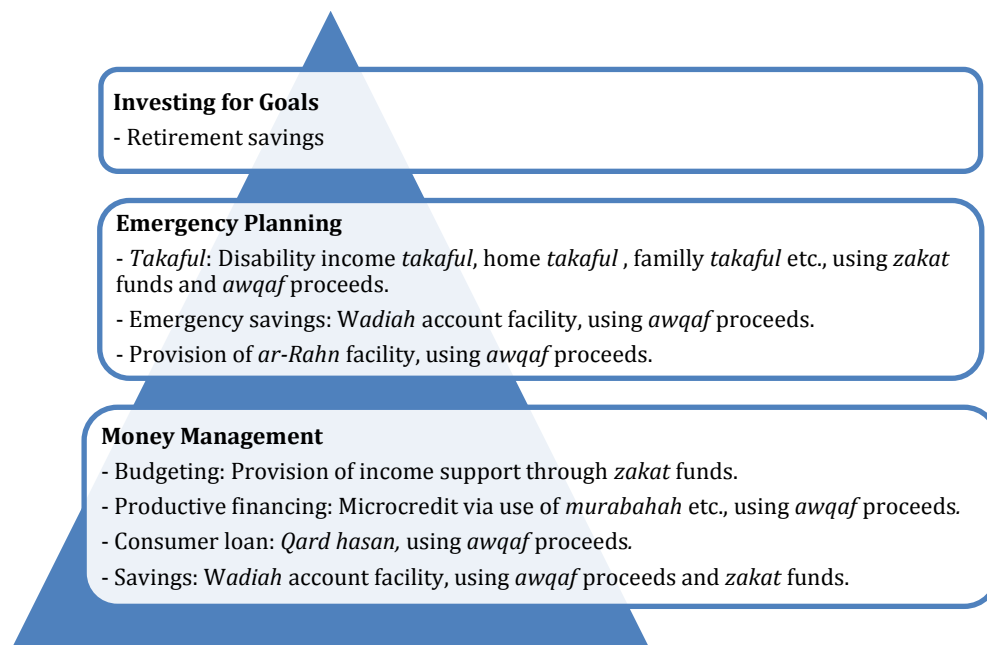 Investing for Goals
- Retirement savings
Emergency Planning
- Takaful: Disability income takaful, home takaful , familly takaful etc., using zakat
funds and awqaf proceeds.
- Emergency savings: Wadiah account facility, using awqaf proceeds.
- Provision of ar-Rahn facility, using awqaf proceeds.
Money Management
- Budgeting: Provision of income support through zakat funds.
- Productive financing: Microcredit via use of murabahah etc., using awqaf proceeds.
- Consumer loan: Qard hasan, using awqaf proceeds.
- Savings: Wadiah account facility, using awqaf proceeds and zakat funds.